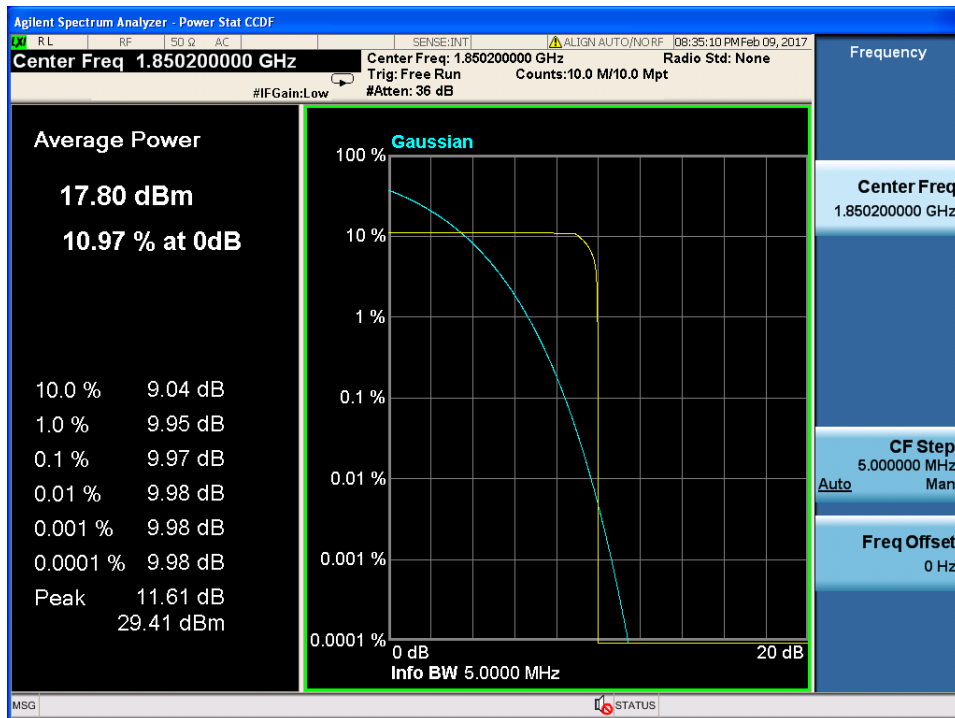 Agilent Spectrum Analyzer - Power Stat CCDF
LXI RL RF 50 Ω AC SENSE:INT ALIGN AUTO/NO RF 08:35:10 PM Feb 09, 2017
Center Freq 1.850200000 GHz
#IFGain:Low
Center Freq: 1.850200000 GHz Radio Std: None
Trig: Free Run Counts:10.0 M/10.0 Mpt
#Atten: 36 dB
Average Power
17.80 dBm
10.97 % at 0dB
10.0 % 9.04 dB
1.0 % 9.95 dB
0.1 % 9.97 dB
0.01 % 9.98 dB
0.001 % 9.98 dB
0.0001 % 9.98 dB
Peak 11.61 dB
29.41 dBm
Gaussian
100 %
10 %
1 %
0.1 %
0.01 %
0.001 %
0.0001 %
0 dB 20 dB
Info BW 5.0000 MHz
Frequency
Center Freq
1.850200000 GHz
CF Step
5.000000 MHz
Auto Man
Freq Offset
0 Hz
MSG STATUS